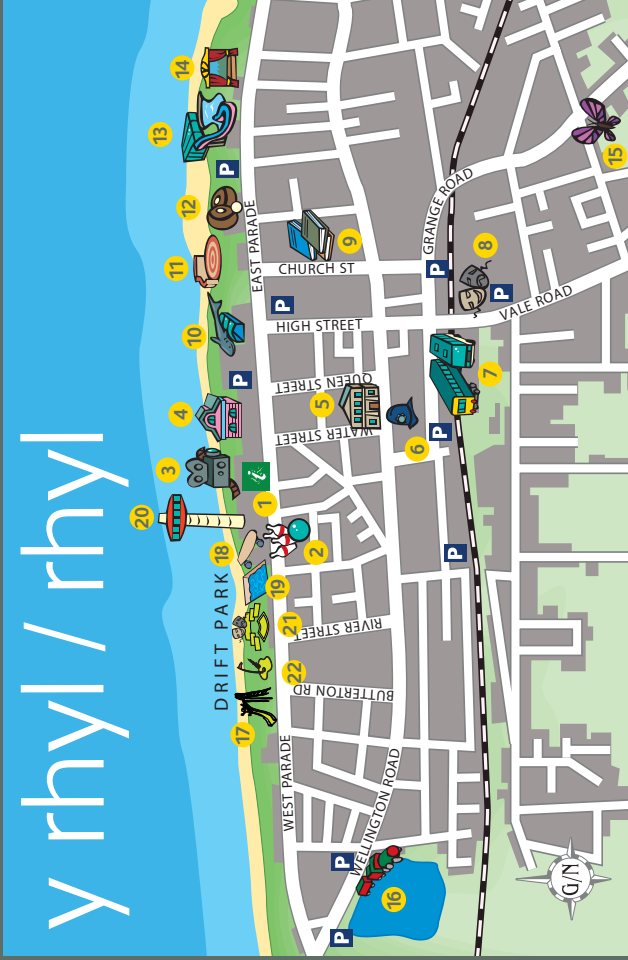 y rhyl / rhyl
14
13
P
12
EAST PARADE
GRANGE ROAD
15
11
9
CHURCH ST
P
8
P
10
P
HIGH STREET
VALE ROAD
P
QUEEN STREET
4
5
7
WATER STREET
6
P
3
i
20
1
18
2
P
DRIFT PARK
19
21
RIVER STREET
22
BUTTERTON RD
17
WEST PARADE
WELLINGTON ROAD
P
16
P
G/N